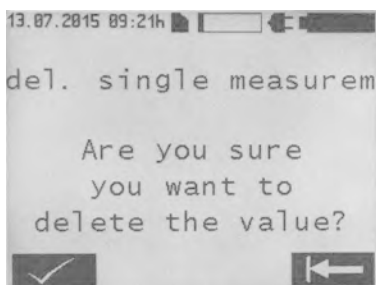 13.07.2015 09:21h
del. single measurem
Are you sure
you want to
delete the value?